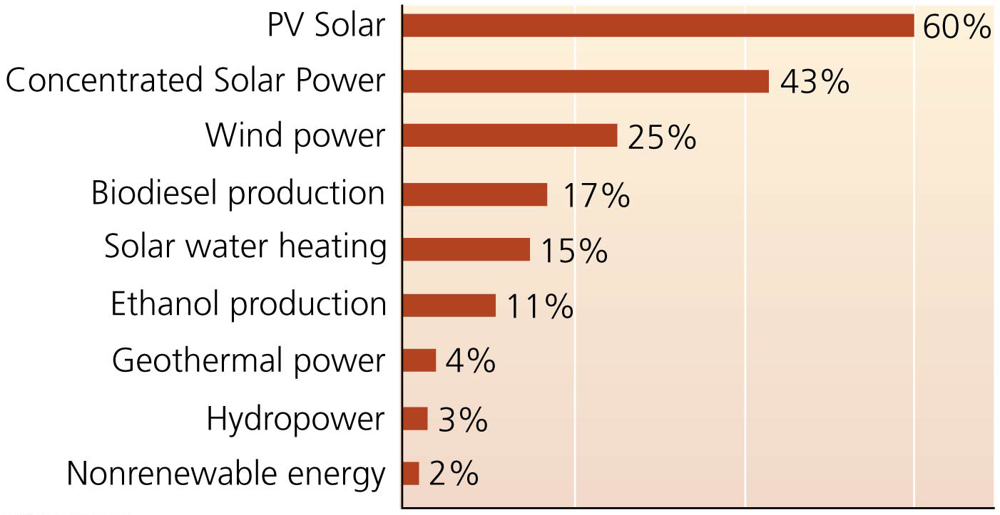 PV Solar 60%
Concentrated Solar Power 43%
Wind power 25%
Biodiesel production 17%
Solar water heating 15%
Ethanol production 11%
Geothermal power 4%
Hydropower 3%
Nonrenewable energy 2%